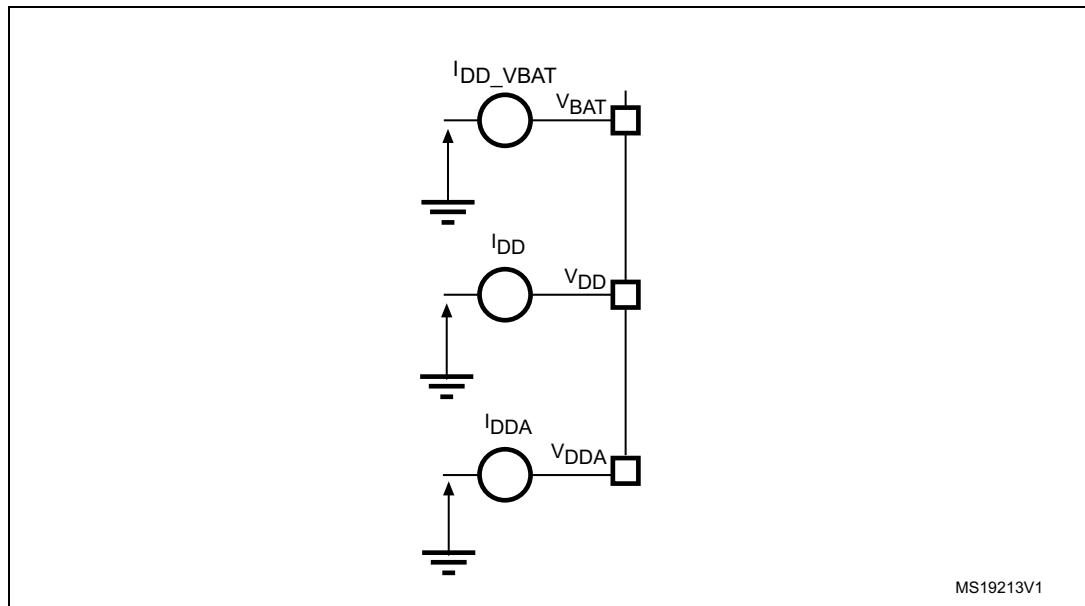 IDD_VBAT
VBAT
IDD
VDD
IDDA
VDDA
MS19213V1